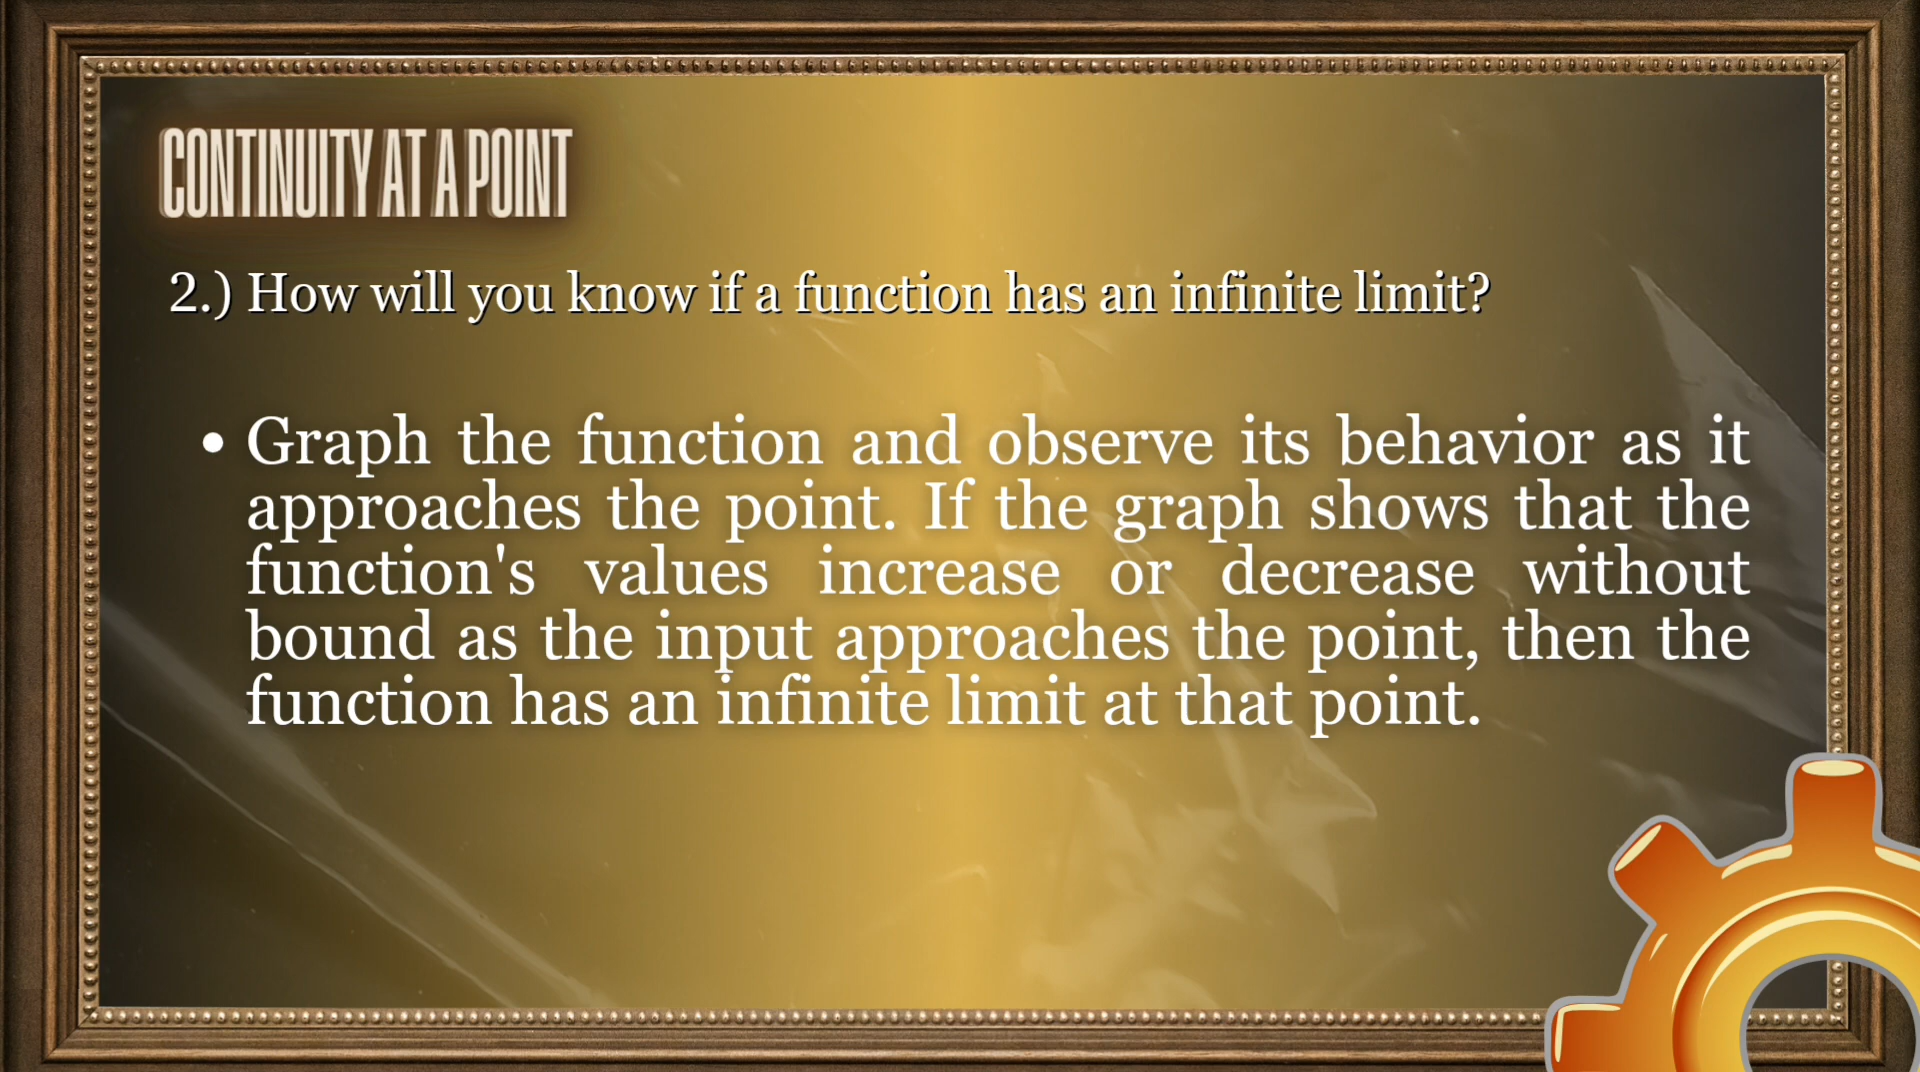 CONTINUITY AT A POINT
2.) How will you know if a function has an infinite limit?
• Graph the function and observe its behavior as it
approaches the point. If the graph shows that the
function's values increase or decrease without
bound as the input approaches the point, then the
function has an infinite limit at that point.